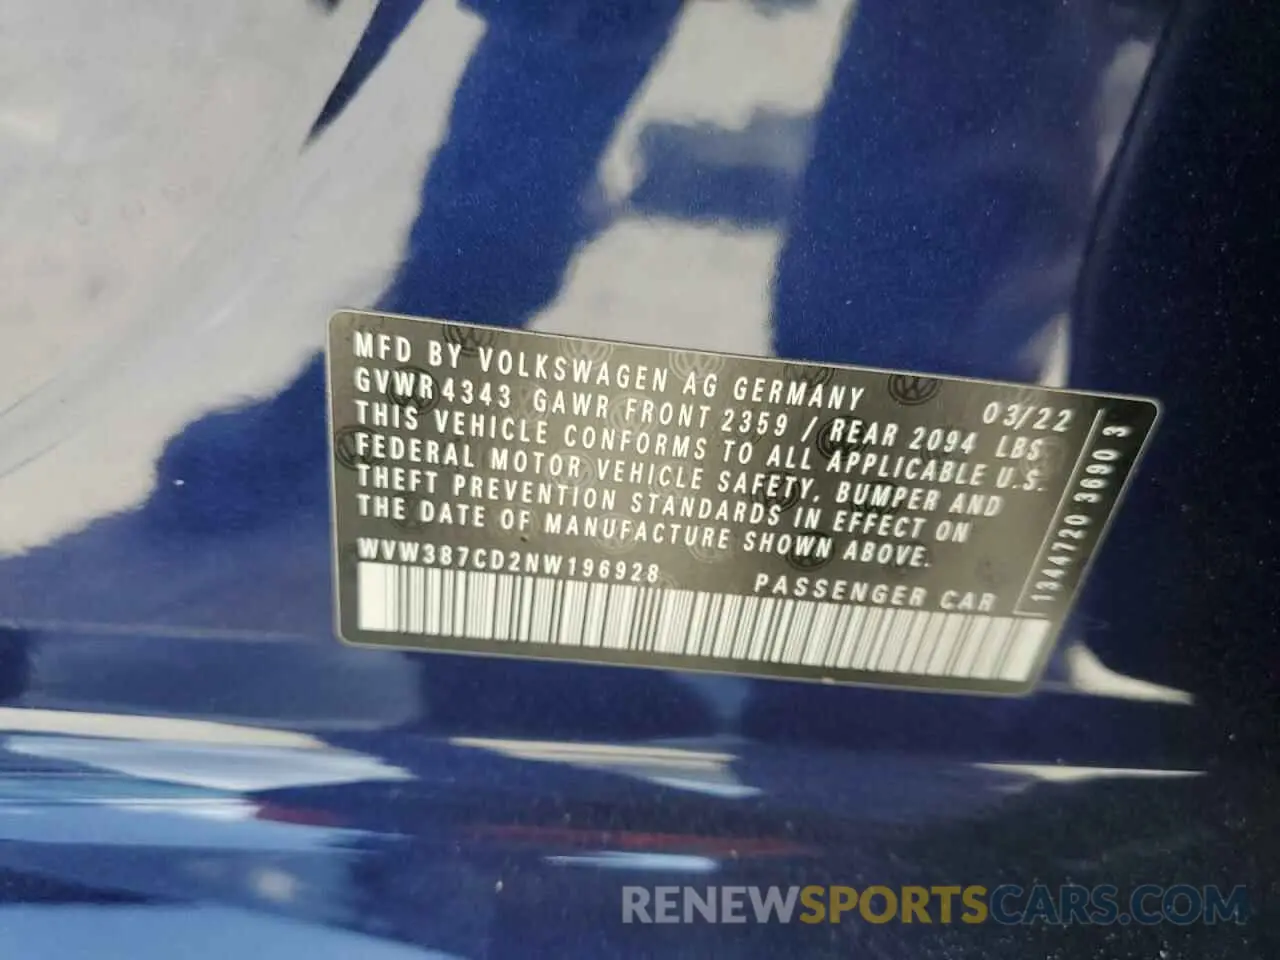 MFD BY VOLKSWAGEN AG GERMANY
GVWR 4343 GAWR FRONT 2359 / REAR 2094 LBS 03/22
THIS VEHICLE CONFORMS TO ALL APPLICABLE U.S.
FEDERAL MOTOR VEHICLE SAFETY, BUMPER AND
THEFT PREVENTION STANDARDS IN EFFECT ON
THE DATE OF MANUFACTURE SHOWN ABOVE.
WVW387CD2NW196928 PASSENGER CAR
1344720 3690 3
RENEWSPORTSCARS.COM